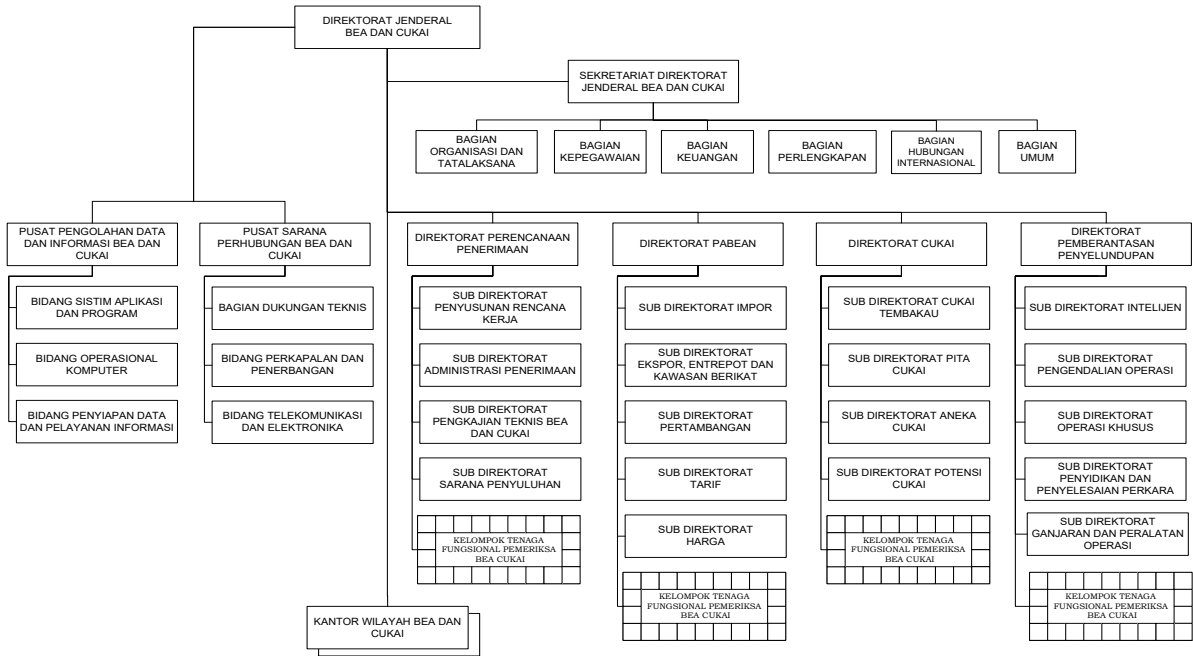 DIREKTORAT JENDERAL
BEA DAN CUKAI
SEKRETARIAT DIREKTORAT
JENDERAL BEA DAN CUKAI
BAGIAN
ORGANISASI DAN
TATALAKSANA
BAGIAN
KEPEGAWAIAN
BAGIAN
KEUANGAN
BAGIAN
PERLENGKAPAN
BAGIAN
HUBUNGAN
INTERNASIONAL
BAGIAN
UMUM
PUSAT PENGOLAHAN DATA
DAN INFORMASI BEA DAN
CUKAI
BIDANG SISTIM APLIKASI
DAN PROGRAM
BIDANG OPERASIONAL
KOMPUTER
BIDANG PENYIAPAN DATA
DAN PELAYANAN INFORMASI
PUSAT SARANA
PERHUBUNGAN BEA DAN
CUKAI
BAGIAN DUKUNGAN TEKNIS
BIDANG PERKAPALAN DAN
PENERBANGAN
BIDANG TELEKOMUNIKASI
DAN ELEKTRONIKA
DIREKTORAT PERENCANAAN
PENERIMAAN
SUB DIREKTORAT
PENYUSUNAN RENCANA
KERJA
SUB DIREKTORAT
ADMINISTRASI PENERIMAAN
SUB DIREKTORAT
PENGKAJIAN TEKNIS BEA
DAN CUKAI
SUB DIREKTORAT
SARANA PENYULUHAN
KELOMPOK TENAGA
FUNGSIONAL PEMERIKSA
BEA CUKAI
DIREKTORAT PABEAN
SUB DIREKTORAT IMPOR
SUB DIREKTORAT
EKSPOR, ENTREPOT DAN
KAWASAN BERIKAT
SUB DIREKTORAT
PERTAMBANGAN
SUB DIREKTORAT
TARIF
SUB DIREKTORAT
HARGA
KELOMPOK TENAGA
FUNGSIONAL PEMERIKSA
BEA CUKAI
DIREKTORAT CUKAI
SUB DIREKTORAT CUKAI
TEMBAKAU
SUB DIREKTORAT PITA
CUKAI
SUB DIREKTORAT ANEKA
CUKAI
SUB DIREKTORAT POTENSI
CUKAI
KELOMPOK TENAGA
FUNGSIONAL PEMERIKSA
BEA CUKAI
DIREKTORAT
PEMBERANTASAN
PENYELUNDUPAN
SUB DIREKTORAT INTELIJEN
SUB DIREKTORAT
PENGENDALIAN OPERASI
SUB DIREKTORAT
OPERASI KHUSUS
SUB DIREKTORAT
PENYIDIKAN DAN
PENYELESAIAN PERKARA
SUB DIREKTORAT
GANJARAN DAN PERALATAN
OPERASI
KELOMPOK TENAGA
FUNGSIONAL PEMERIKSA
BEA CUKAI
KANTOR WILAYAH BEA DAN
CUKAI